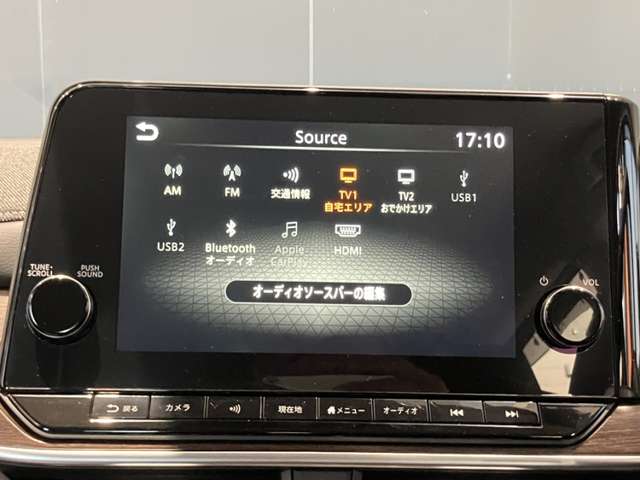 Source 17:10
AM FM 交通情報 TV1 自宅エリア TV2 おでかけエリア USB1
USB2 Bluetooth オーディオ Apple CarPlay HDMI
オーディオソースバーの編集
TUNE・SCROLL PUSH SOUND
VOL
戻る カメラ 現在地 メニュー オーディオ